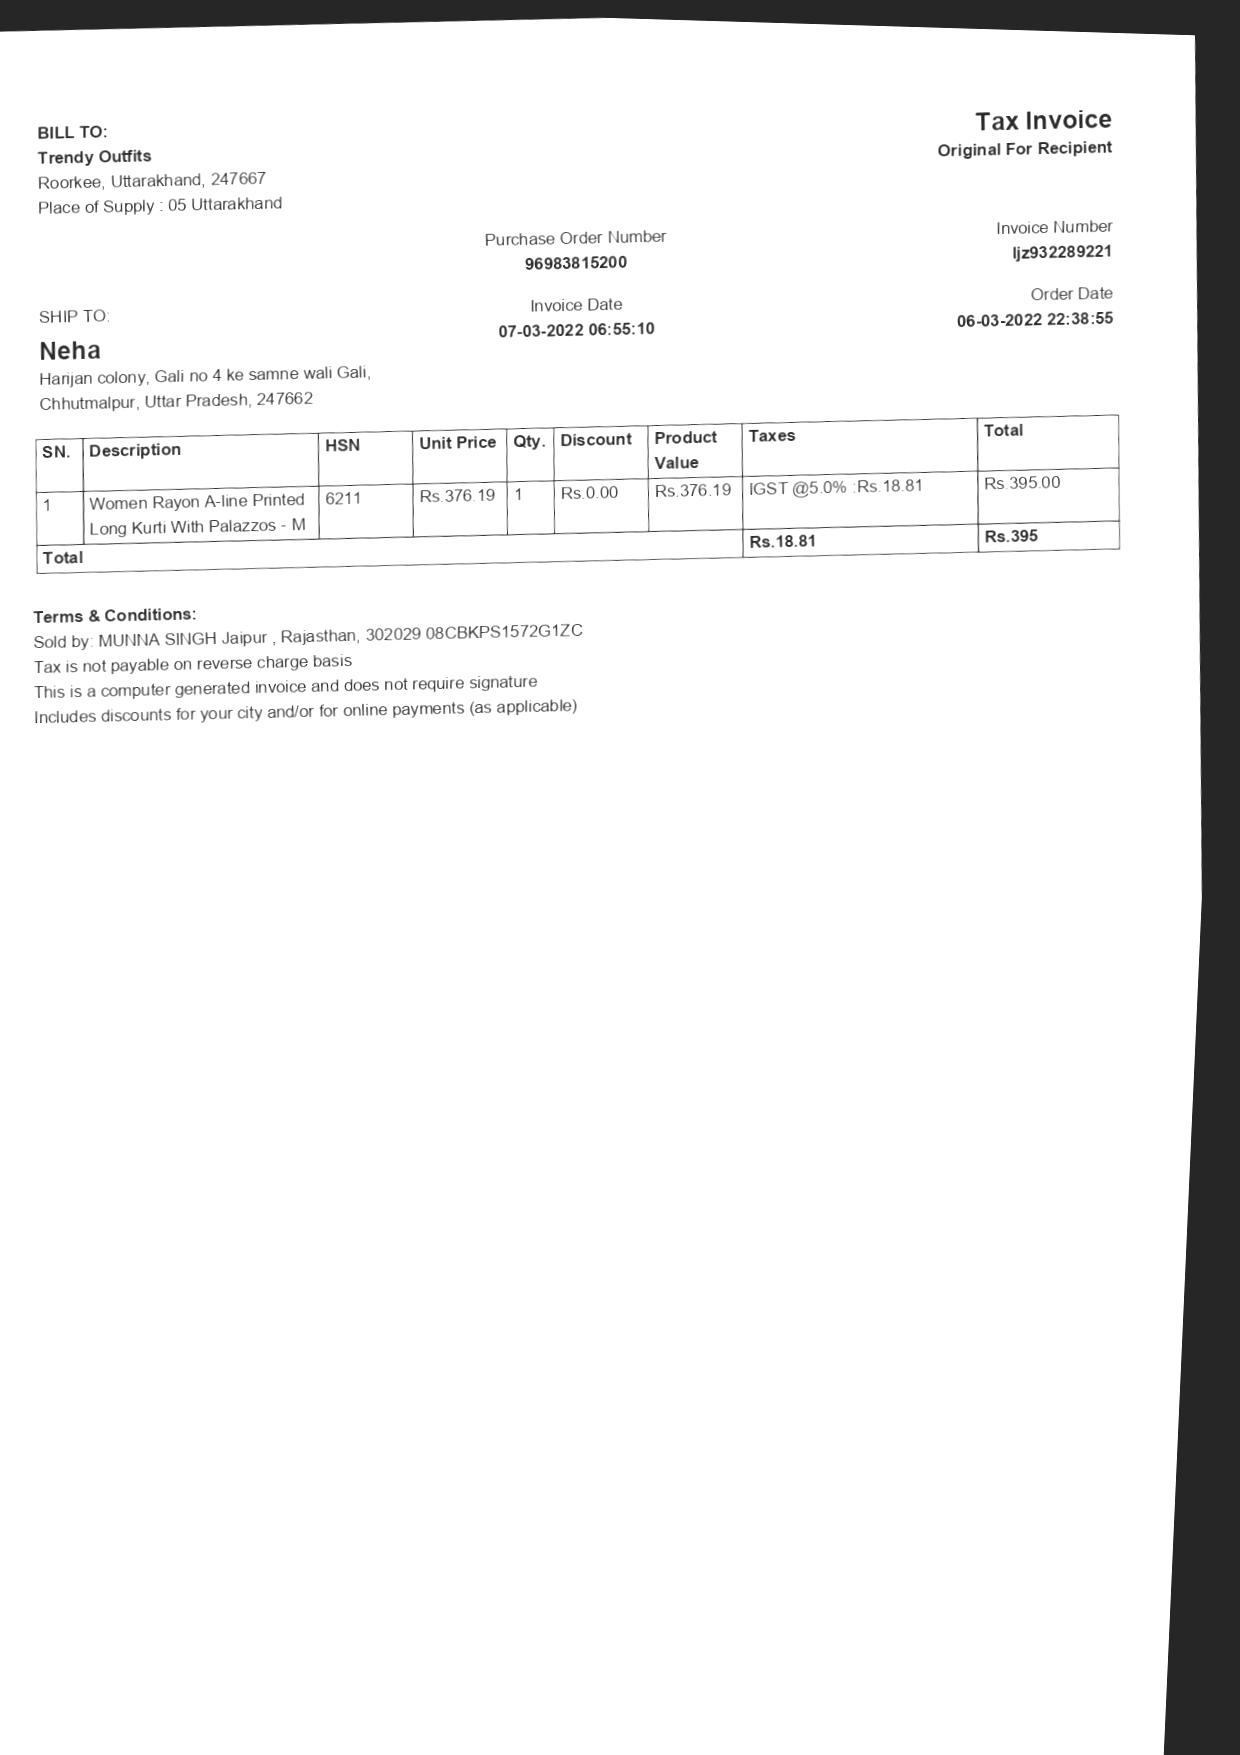 BILL TO:
Trendy Outfits
Roorkee, Uttarakhand, 247667
Place of Supply : 05 Uttarakhand
Tax Invoice
Original For Recipient
Purchase Order Number
96983815200
Invoice Number
ljz932289221
Invoice Date
07-03-2022 06:55:10
Order Date
06-03-2022 22:38:55
SHIP TO:
Neha
Harijan colony, Gali no 4 ke samne wali Gali,
Chhutmalpur, Uttar Pradesh, 247662
SN. Description HSN Unit Price Qty. Discount Product Value Taxes Total
1 Women Rayon A-line Printed Long Kurti With Palazzos - M 6211 Rs.376.19 1 Rs.0.00 Rs.376.19 IGST @5.0% :Rs.18.81 Rs.395.00
Total Rs.18.81 Rs.395
Terms & Conditions:
Sold by: MUNNA SINGH Jaipur , Rajasthan, 302029 08CBKPS1572G1ZC
Tax is not payable on reverse charge basis
This is a computer generated invoice and does not require signature
Includes discounts for your city and/or for online payments (as applicable)